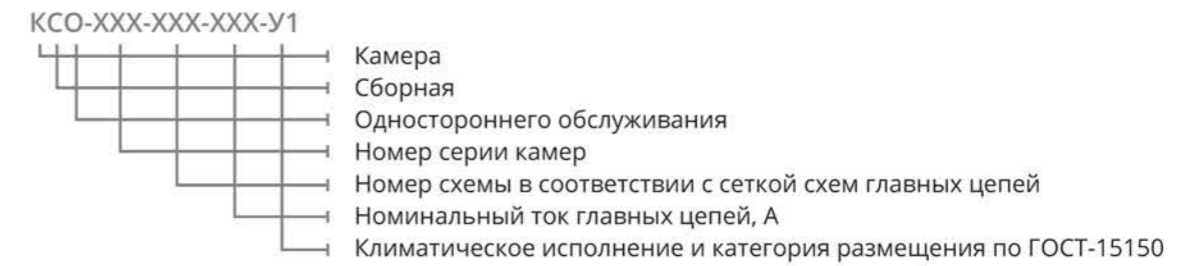 КСО-ХХХ-ХХХ-ХХХ-У1
Камера
Сборная
Одностороннего обслуживания
Номер серии камер
Номер схемы в соответствии с сеткой схем главных цепей
Номинальный ток главных цепей, А
Климатическое исполнение и категория размещения по ГОСТ-15150